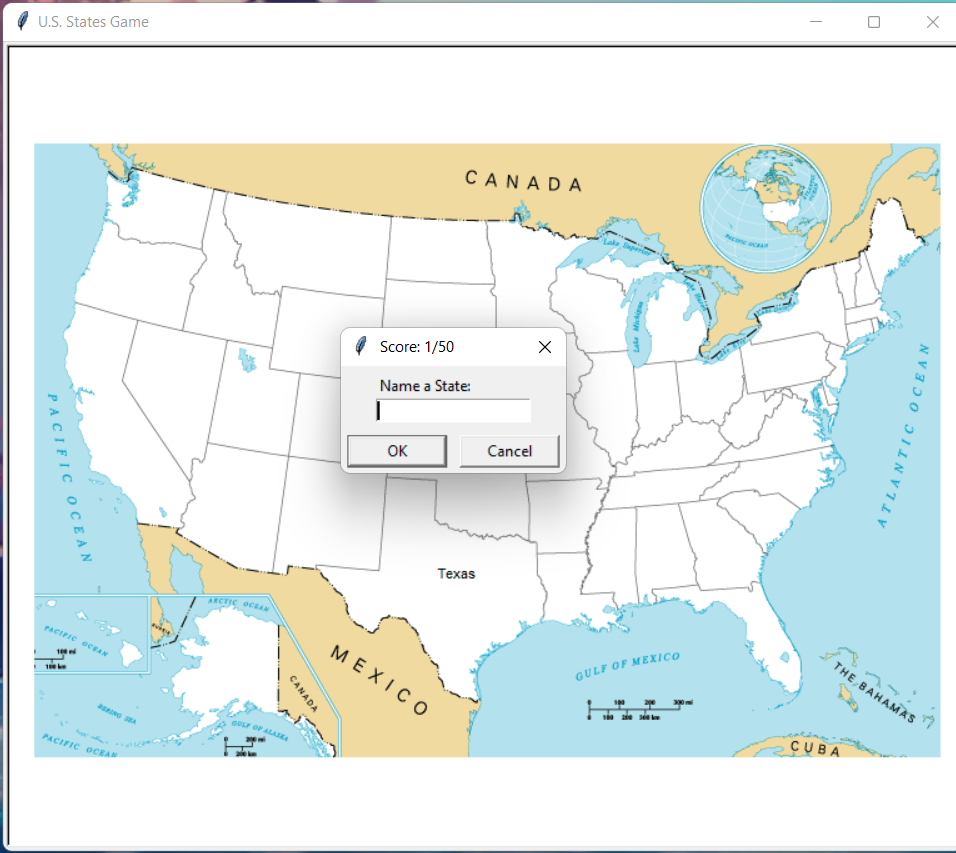 U.S. States Game
CANADA
Lake Superior
Lake Michigan
Lake Huron
PACIFIC OCEAN
Score: 1/50
Name a State:
OK
Cancel
PACIFIC OCEAN
ATLANTIC OCEAN
Texas
ARCTIC OCEAN
PACIFIC OCEAN
100 mi
100 km
MEXICO
CANADA
GULF OF MEXICO
0 100 200 300 mi
0 100 200 300 km
THE BAHAMAS
BERING SEA
GULF OF ALASKA
PACIFIC OCEAN
0 200 mi
0 200 km
CUBA